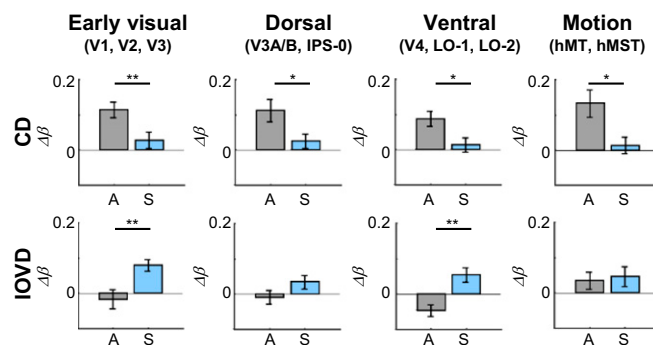 Early visual Dorsal Ventral Motion
(V1, V2, V3) (V3A/B, IPS-0) (V4, LO-1, LO-2) (hMT, hMST)
CD
Δβ 0.2 0 ** A S
Δβ 0.2 0 * A S
Δβ 0.2 0 * A S
Δβ 0.2 0 * A S
IOVD
Δβ 0.2 0 ** A S
Δβ 0.2 0 A S
Δβ 0.2 0 ** A S
Δβ 0.2 0 A S